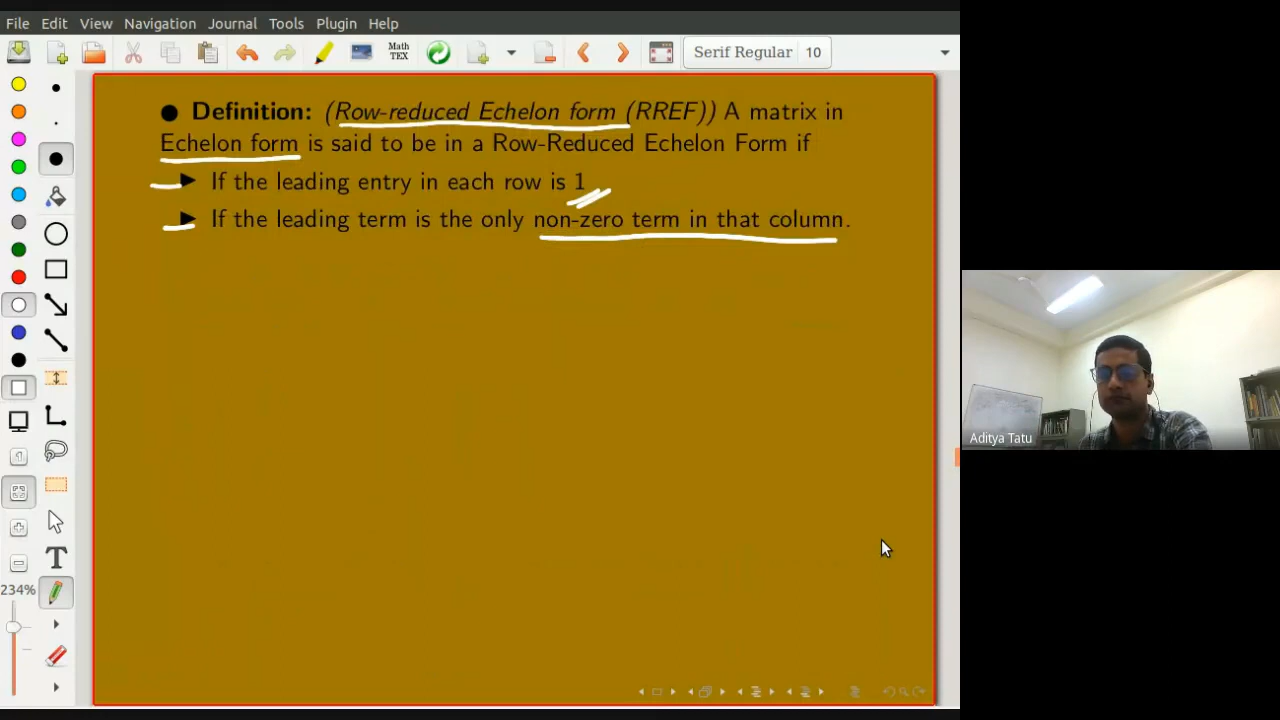 File Edit View Navigation Journal Tools Plugin Help
Math TEX Serif Regular 10
● Definition: (Row-reduced Echelon form (RREF)) A matrix in
Echelon form is said to be in a Row-Reduced Echelon Form if
▶ If the leading entry in each row is 1
▶ If the leading term is the only non-zero term in that column.
Aditya Tatu
T
234%